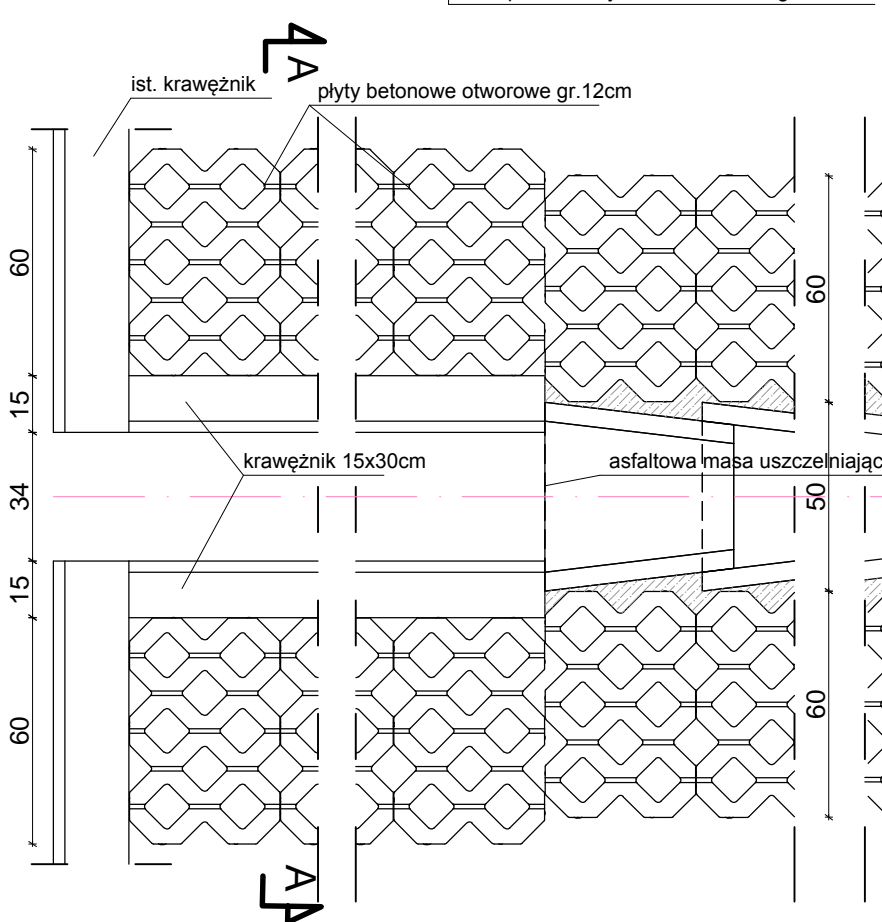 A
ist. krawężnik
płyty betonowe otworowe gr.12cm
60
60
15
krawężnik 15x30cm
asfaltowa masa uszczelniając
34
50
15
60
60
A